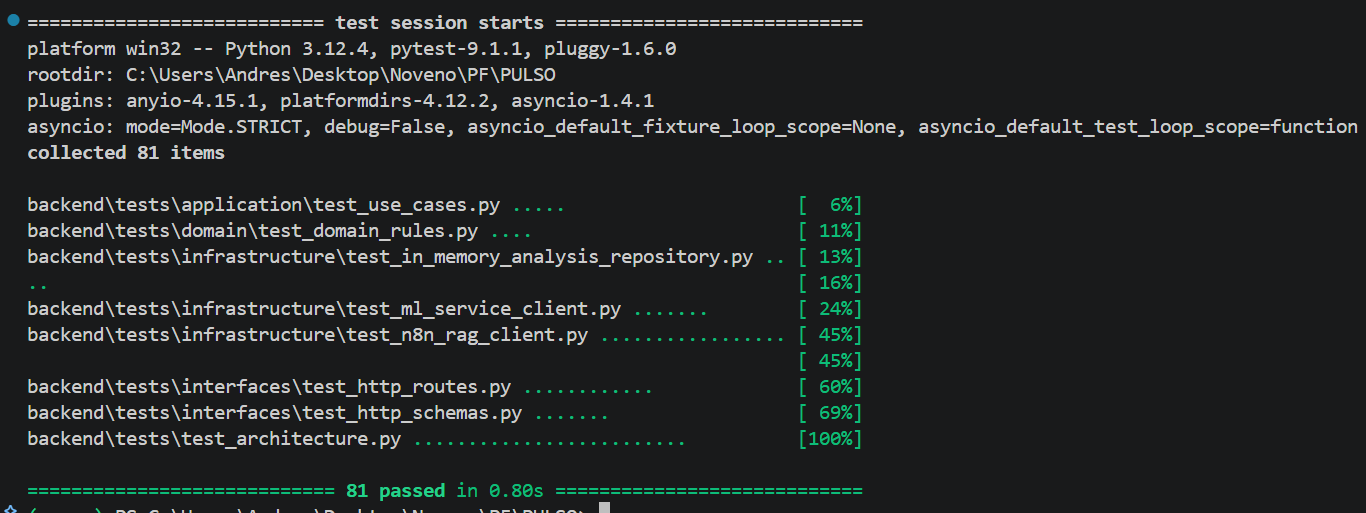 =========================== test session starts ============================
platform win32 -- Python 3.12.4, pytest-9.1.1, pluggy-1.6.0
rootdir: C:\Users\Andres\Desktop\Noveno\PF\PULSO
plugins: anyio-4.15.1, platformdirs-4.12.2, asyncio-1.4.1
asyncio: mode=Mode.STRICT, debug=False, asyncio_default_fixture_loop_scope=None, asyncio_default_test_loop_scope=function
collected 81 items

backend\tests\application\test_use_cases.py .....                     [  6%]
backend\tests\domain\test_domain_rules.py ....                        [ 11%]
backend\tests\infrastructure\test_in_memory_analysis_repository.py .. [ 13%]
..                                                                    [ 16%]
backend\tests\infrastructure\test_ml_service_client.py .......        [ 24%]
backend\tests\infrastructure\test_n8n_rag_client.py ................. [ 45%]
                                                                      [ 45%]
backend\tests\interfaces\test_http_routes.py ............             [ 60%]
backend\tests\interfaces\test_http_schemas.py .......                 [ 69%]
backend\tests\test_architecture.py .........................          [100%]

============================ 81 passed in 0.80s ============================